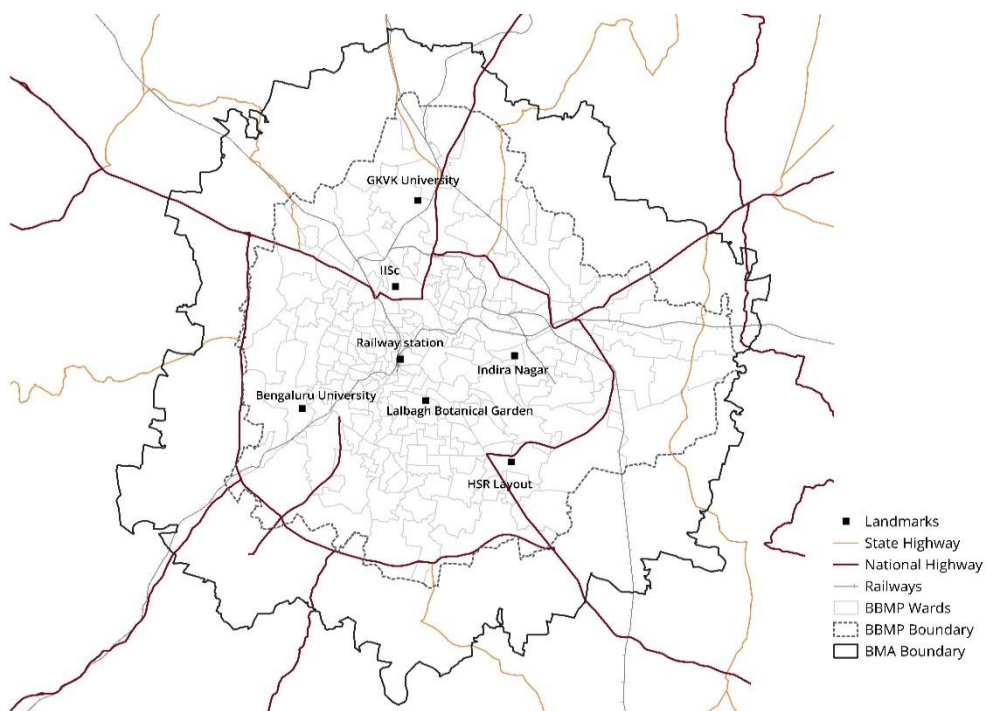 GKVK University
IISc
Railway station
Indira Nagar
Bengaluru University
Lalbagh Botanical Garden
HSR Layout
Landmarks
State Highway
National Highway
Railways
BBMP Wards
BBMP Boundary
BMA Boundary